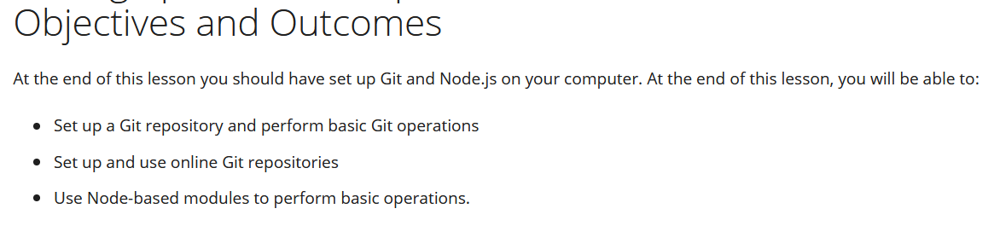 Objectives and Outcomes
At the end of this lesson you should have set up Git and Node.js on your computer. At the end of this lesson, you will be able to:
• Set up a Git repository and perform basic Git operations
• Set up and use online Git repositories
• Use Node-based modules to perform basic operations.